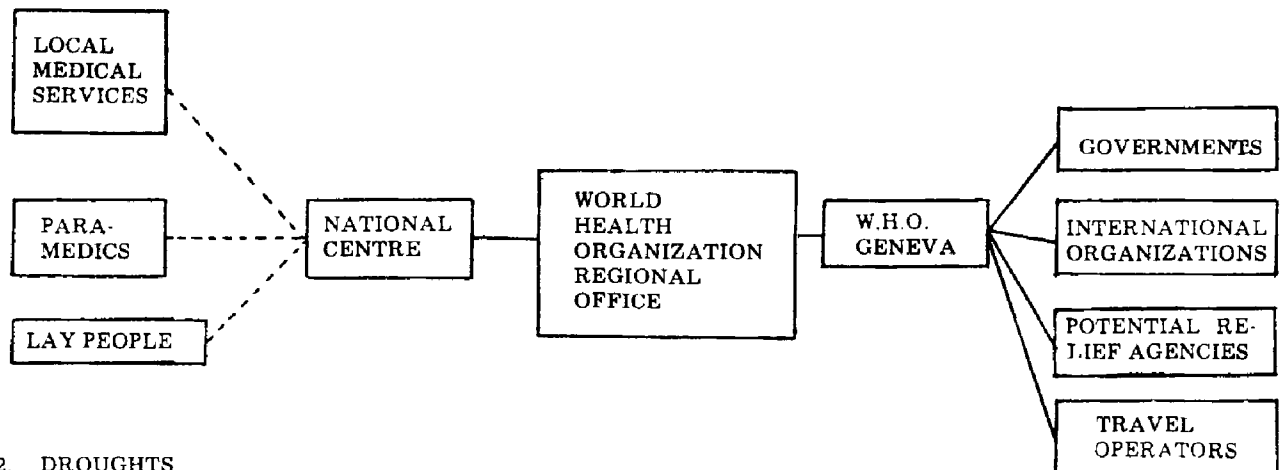 LOCAL
MEDICAL
SERVICES
PARA-
MEDICS
LAY PEOPLE
NATIONAL
CENTRE
WORLD
HEALTH
ORGANIZATION
REGIONAL
OFFICE
W.H.O.
GENEVA
GOVERNMENTS
INTERNATIONAL
ORGANIZATIONS
POTENTIAL RE-
LIEF AGENCIES
TRAVEL
OPERATORS
2. DROUGHTS